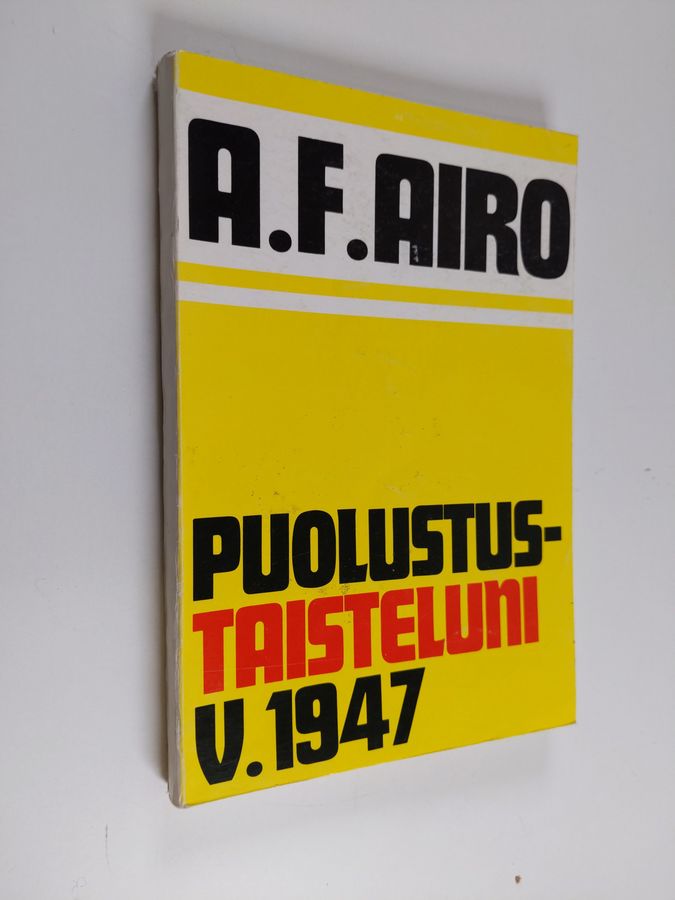 A.F. AIRO
PUOLUSTUS-
TAISTELUNI
V. 1947